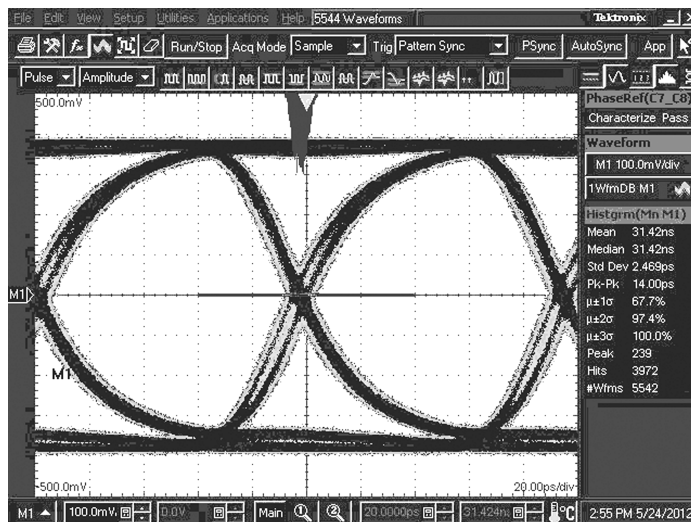 File Edit View Setup Utilities Applications Help 5544 Waveforms Tektronix
Run/Stop Acq Mode Sample Trig Pattern Sync PSync AutoSync App
Pulse Amplitude
500.0mV
PhaseRef(C7_C8)
Characterize Pass
Waveform
M1 100.0mV/div
1WfmDB M1
Histgrm(Mn M1)
Mean 31.42ns
Median 31.42ns
Std Dev 2.469ps
Pk-Pk 14.00ps
µ±1σ 67.7%
µ±2σ 97.4%
µ±3σ 100.0%
Peak 239
Hits 3972
#Wfms 5542
M1
M1
-500.0mV 20.00ps/div
M1 100.0mV 0.0V Main 1 2 20.0000ps 31.424n °C 2:55 PM 5/24/2012